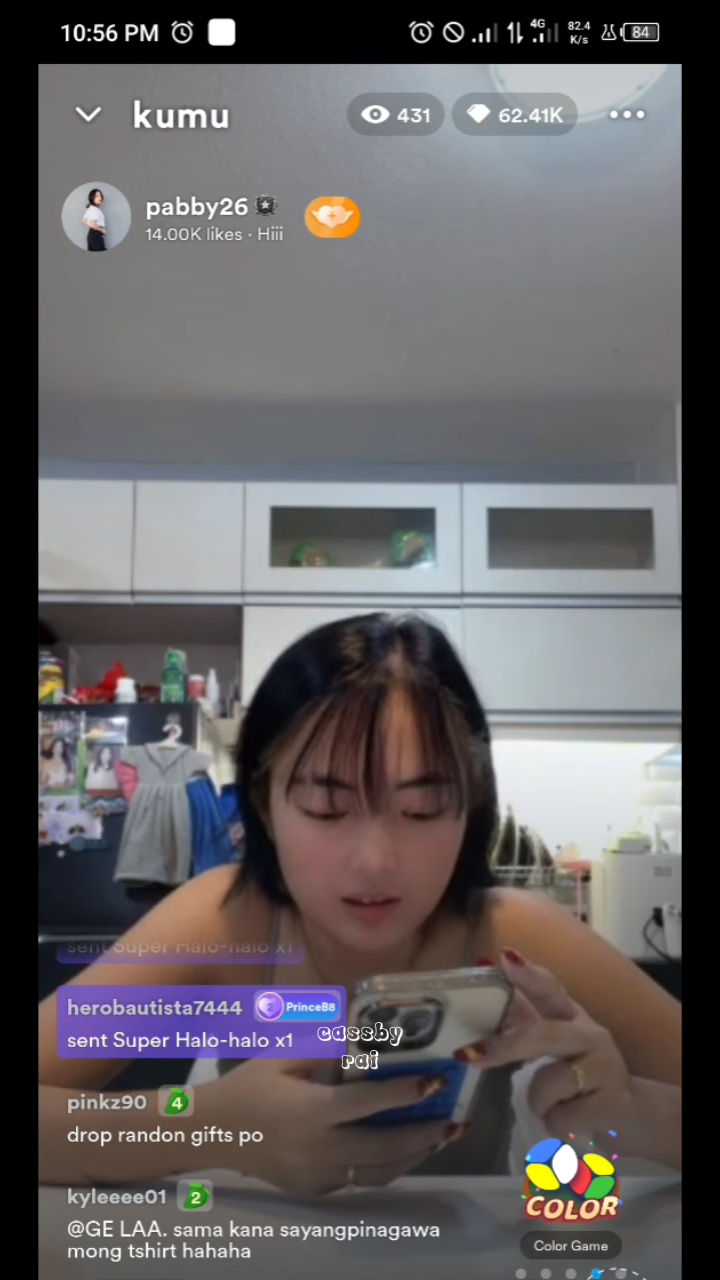 10:56 PM
4G
82.4
K/s
84
kumu
431
62.41K
pabby26
14.00K likes · Hiii
sent Super Halo-halo x1
herobautista7444 2 PrinceB8
sent Super Halo-halo x1
cassby
rai
pinkz90 4
drop randon gifts po
kyleeee01 2
@GE LAA. sama kana sayangpinagawa
mong tshirt hahaha
COLOR
Color Game